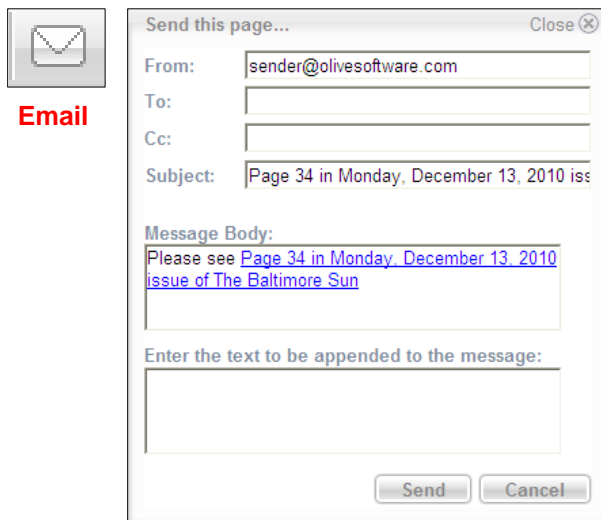 Send this page... Close
Email
From: sender@olivesoftware.com
To:
Cc:
Subject: Page 34 in Monday, December 13, 2010 iss
Message Body:
Please see Page 34 in Monday, December 13, 2010
issue of The Baltimore Sun
Enter the text to be appended to the message:
Send Cancel